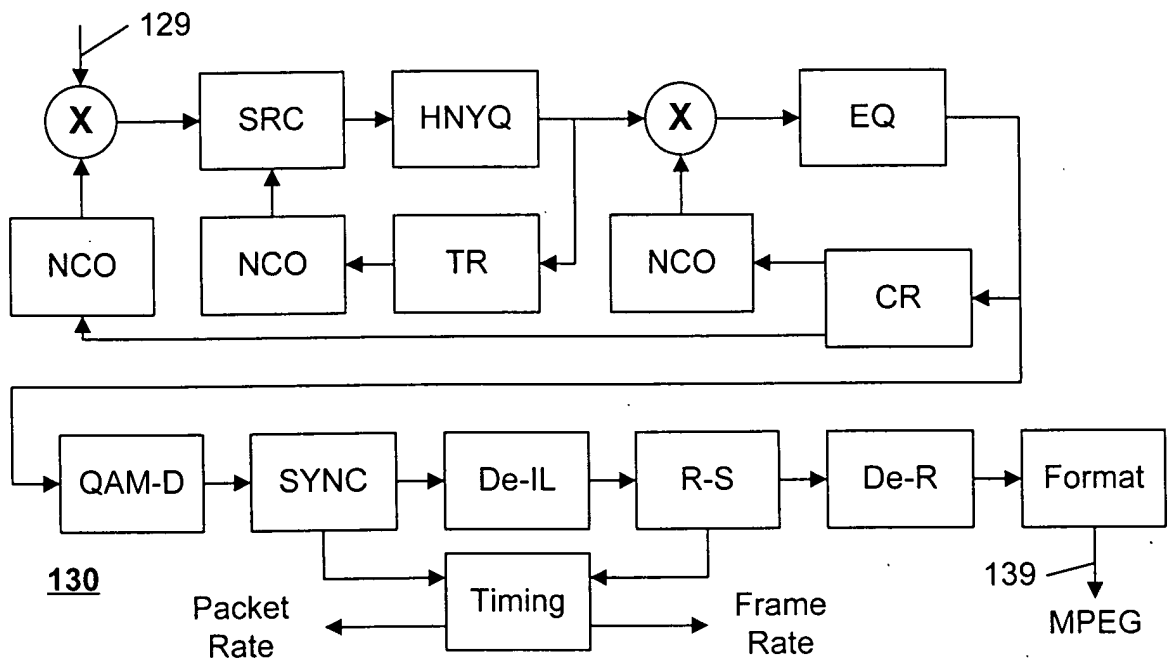 129
X
SRC
HNYQ
X
EQ
NCO
NCO
TR
NCO
CR
QAM-D
SYNC
De-IL
R-S
De-R
Format
130
Timing
139
Packet
Rate
Frame
Rate
MPEG